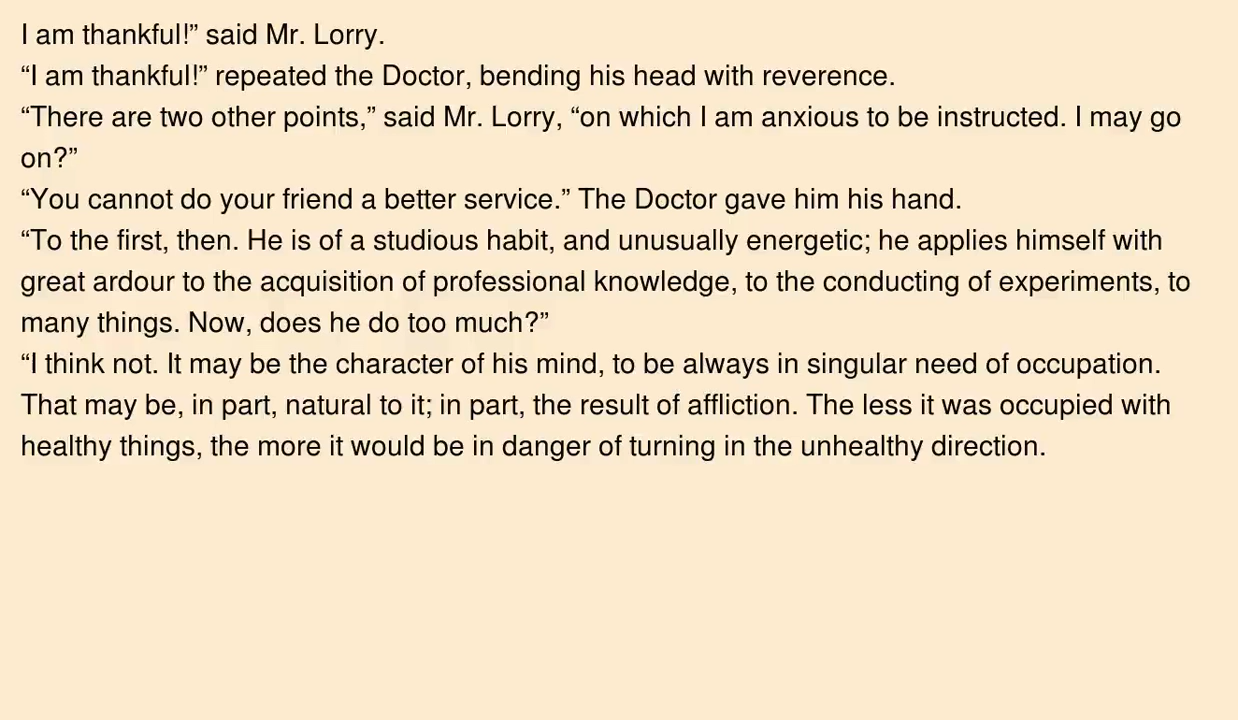 I am thankful!” said Mr. Lorry.
“I am thankful!” repeated the Doctor, bending his head with reverence.
“There are two other points,” said Mr. Lorry, “on which I am anxious to be instructed. I may go
on?”
“You cannot do your friend a better service.” The Doctor gave him his hand.
“To the first, then. He is of a studious habit, and unusually energetic; he applies himself with
great ardour to the acquisition of professional knowledge, to the conducting of experiments, to
many things. Now, does he do too much?”
“I think not. It may be the character of his mind, to be always in singular need of occupation.
That may be, in part, natural to it; in part, the result of affliction. The less it was occupied with
healthy things, the more it would be in danger of turning in the unhealthy direction.